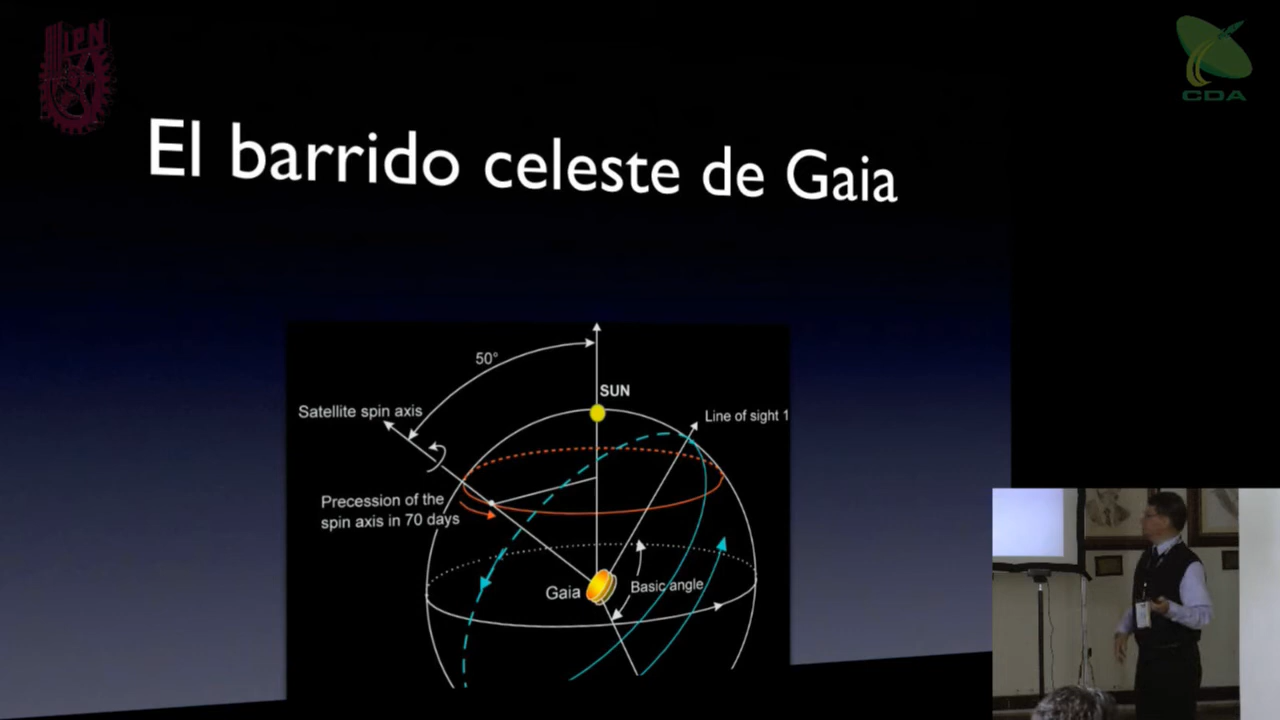 IPN
CDA
El barrido celeste de Gaia
50°
SUN
Satellite spin axis
Line of sight 1
Precession of the
spin axis in 70 days
Gaia
Basic angle